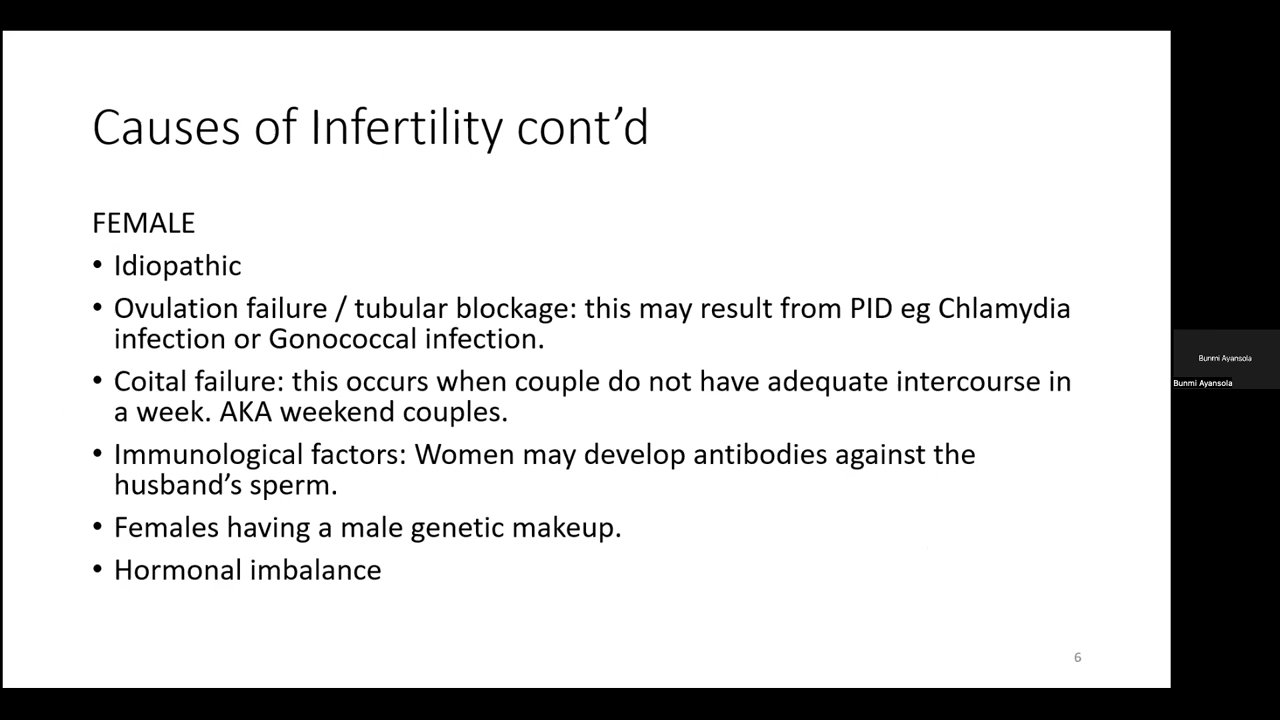 Causes of Infertility cont’d
FEMALE
• Idiopathic
• Ovulation failure / tubular blockage: this may result from PID eg Chlamydia
infection or Gonococcal infection.
• Coital failure: this occurs when couple do not have adequate intercourse in
a week. AKA weekend couples.
• Immunological factors: Women may develop antibodies against the
husband’s sperm.
• Females having a male genetic makeup.
• Hormonal imbalance
6
Bunmi Ayansola
Bunmi Ayansola